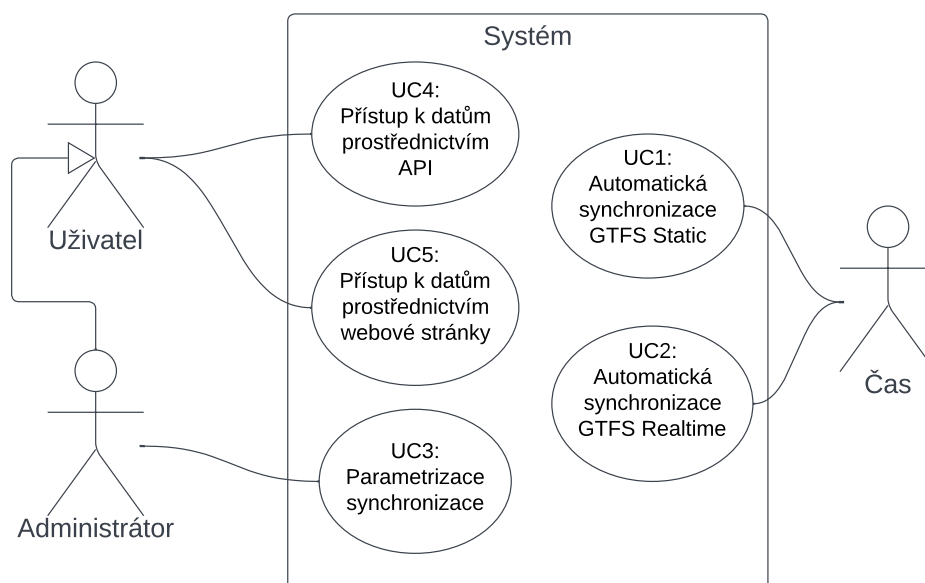 Systém
UC4:
Přístup k datům
prostřednictvím
API
UC1:
Automatická
synchronizace
GTFS Static
Uživatel
UC5:
Přístup k datům
prostřednictvím
webové stránky
UC2:
Automatická
synchronizace
GTFS Realtime
Čas
UC3:
Parametrizace
synchronizace
Administrátor